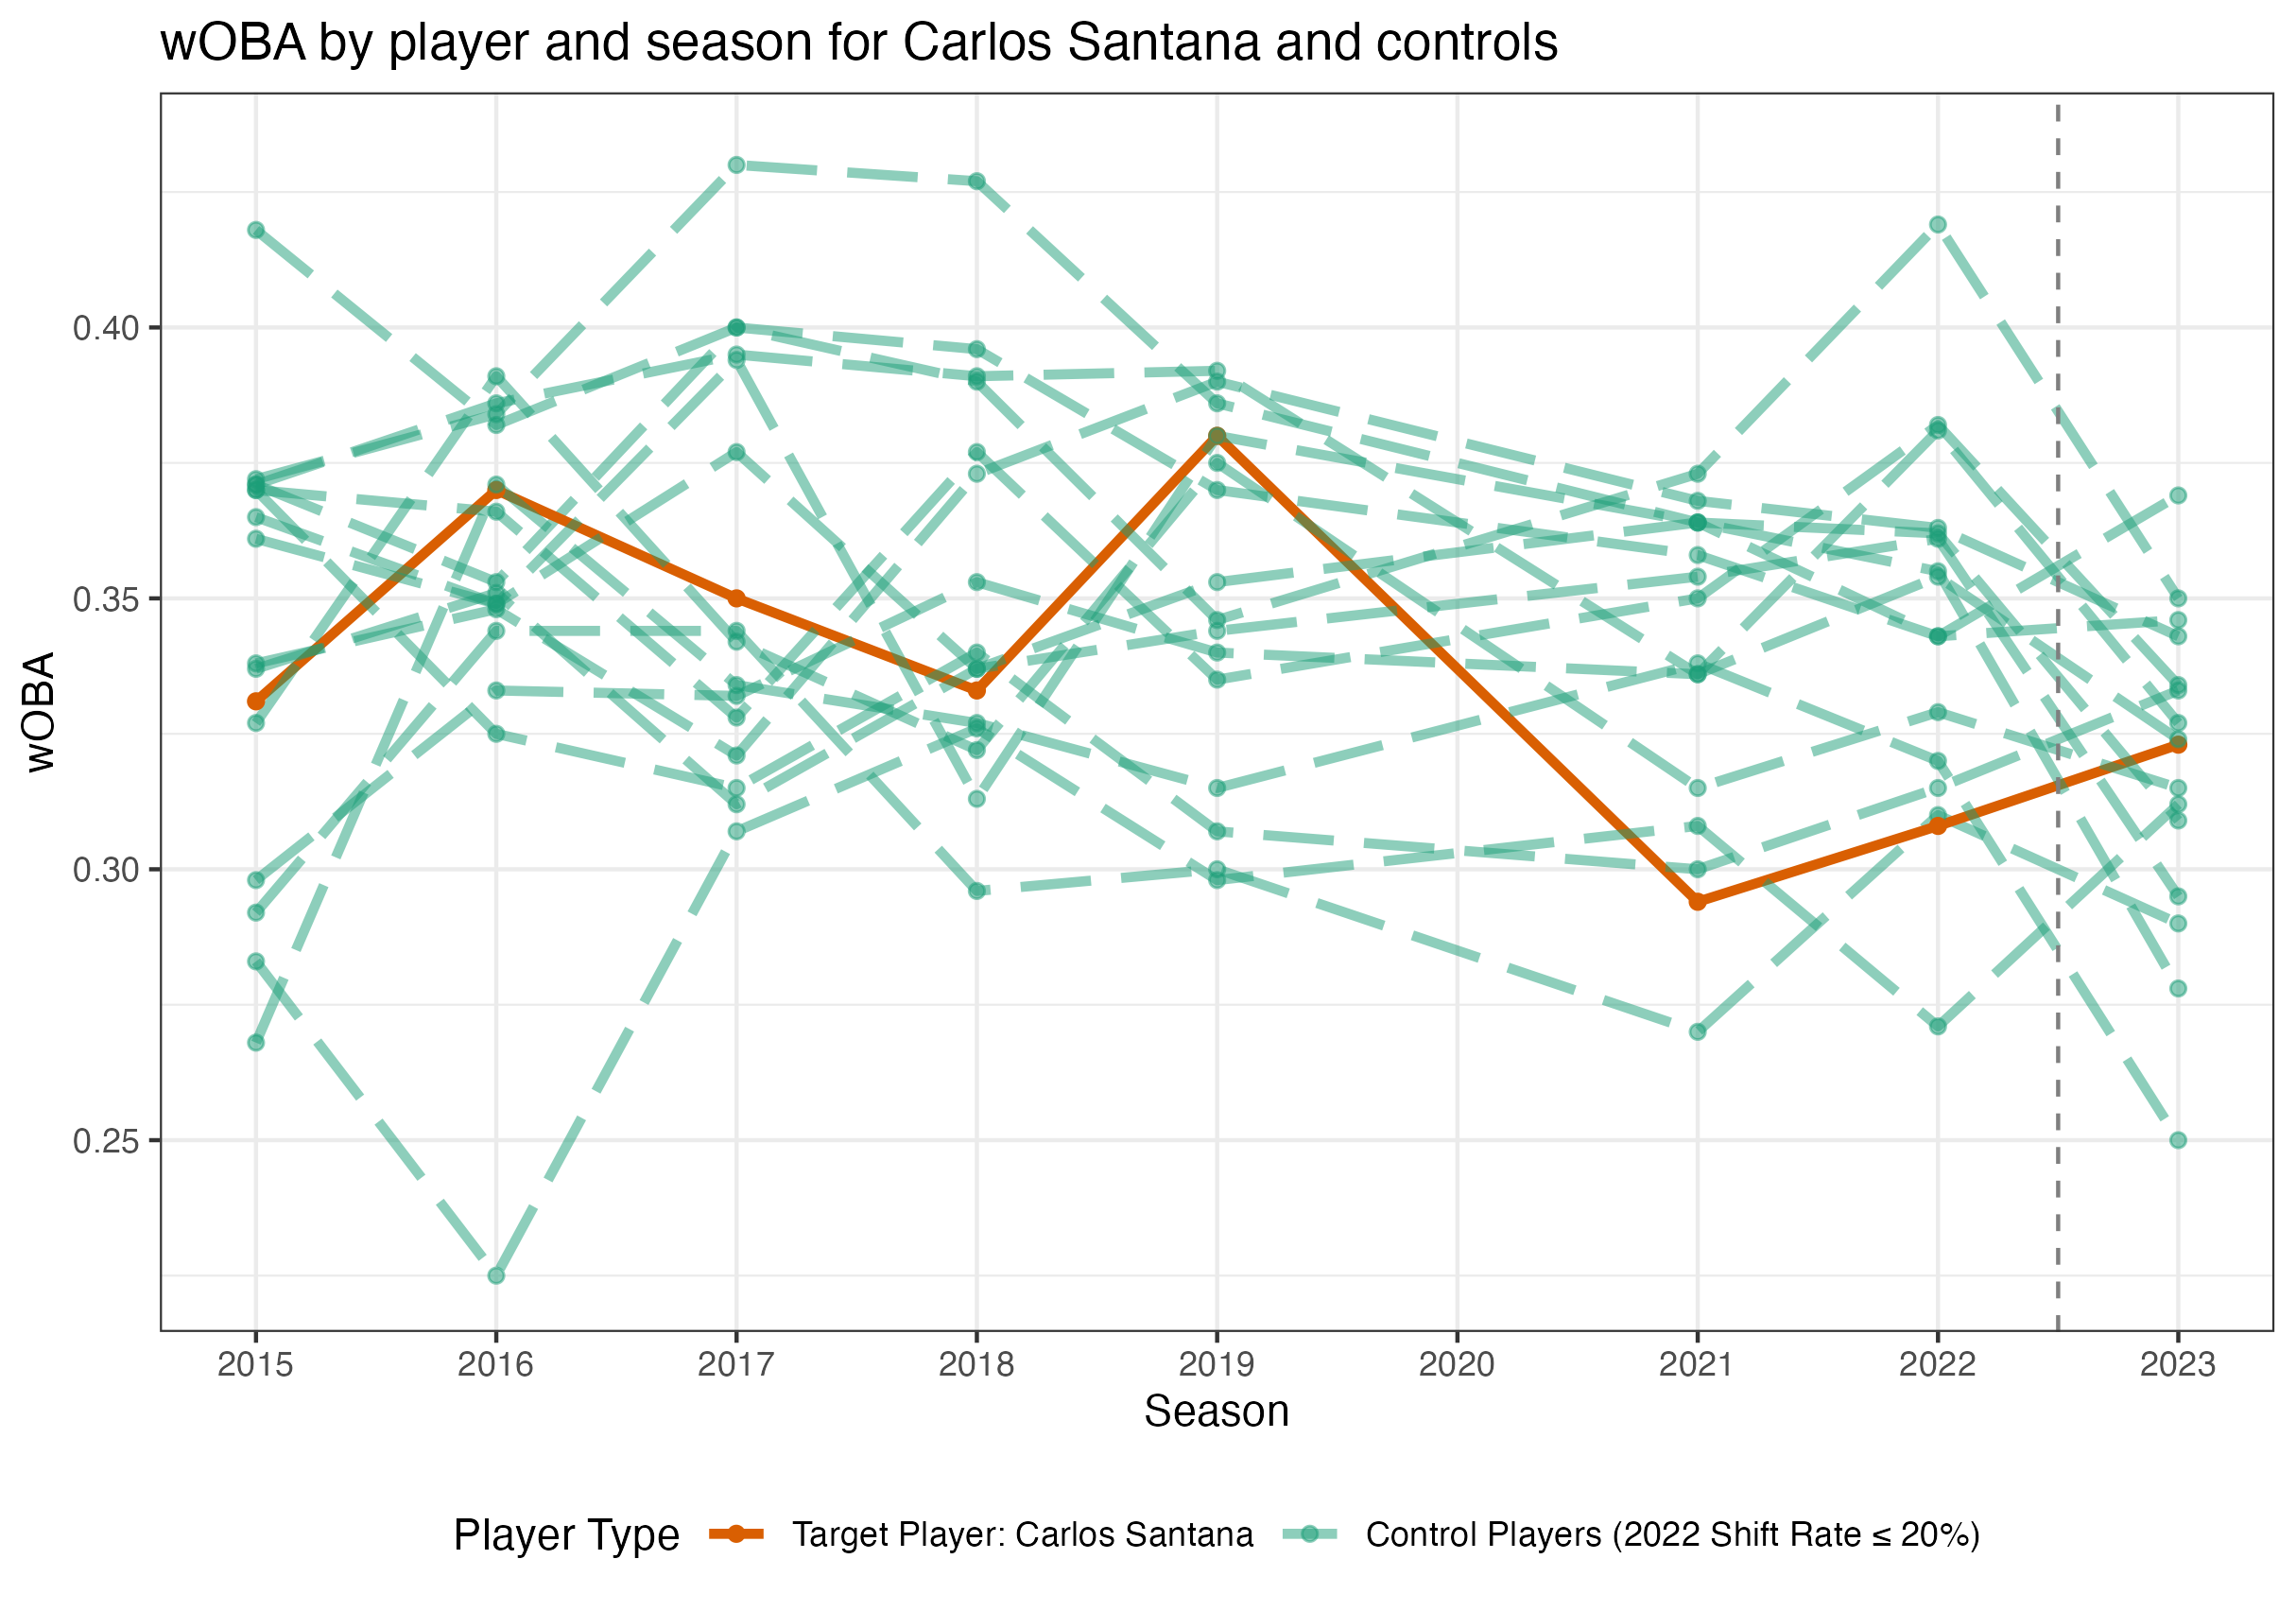 wOBA by player and season for Carlos Santana and controls
wOBA
0.40
0.35
0.30
0.25
2015 2016 2017 2018 2019 2020 2021 2022 2023
Season
Player Type Target Player: Carlos Santana Control Players (2022 Shift Rate ≤ 20%)